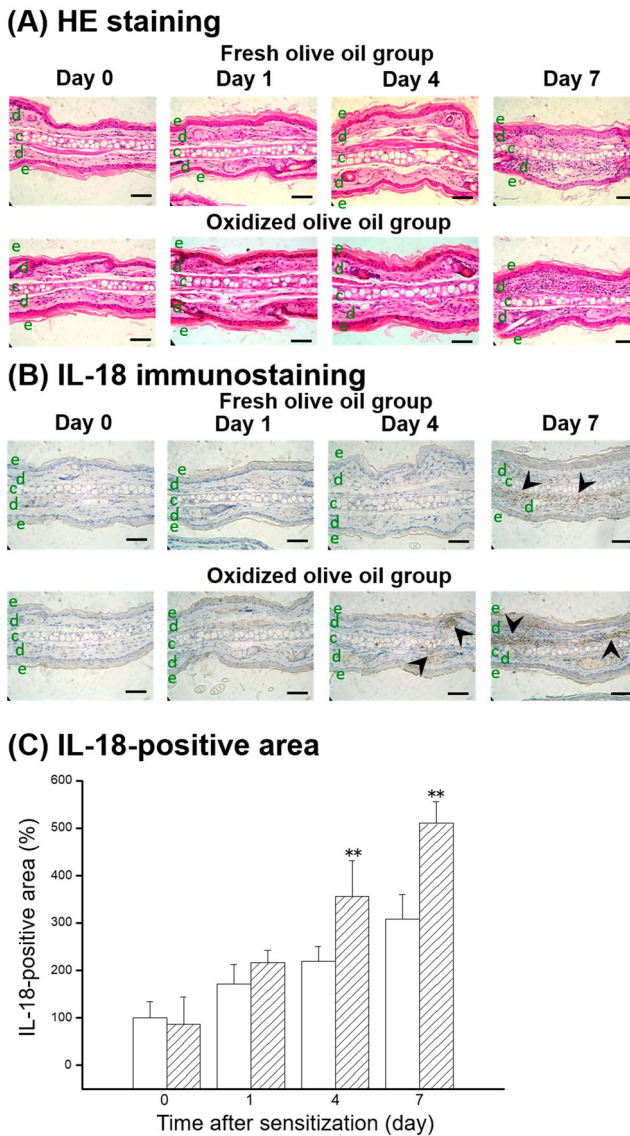 (A) HE staining
Fresh olive oil group
Day 0 Day 1 Day 4 Day 7
e e e e
d d d
c c c c
d d d d
e e e e
Oxidized olive oil group
e e e e
d d d d
c c c c
d d d d
e e e e
(B) IL-18 immunostaining
Fresh olive oil group
Day 0 Day 1 Day 4 Day 7
e e e e
d d d d
c c c c
d d d d
e e e e
Oxidized olive oil group
e e e e
d d d d
c c c c
d d d d
e e e e
(C) IL-18-positive area
IL-18-positive area (%)
600
500
400
300
200
100
0
**
**
0 1 4 7
Time after sensitization (day)